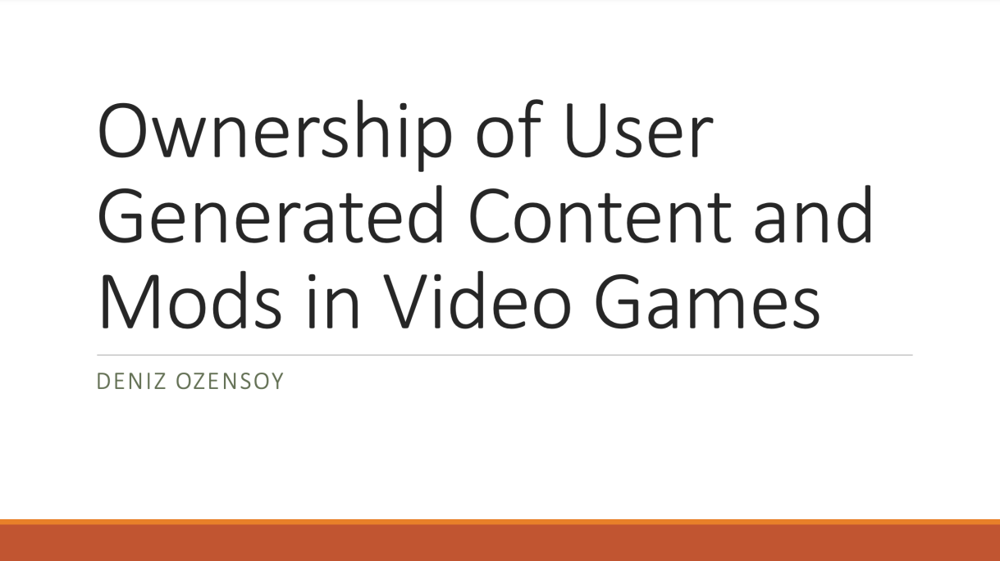 Ownership of User
Generated Content and
Mods in Video Games
DENIZ OZENSOY